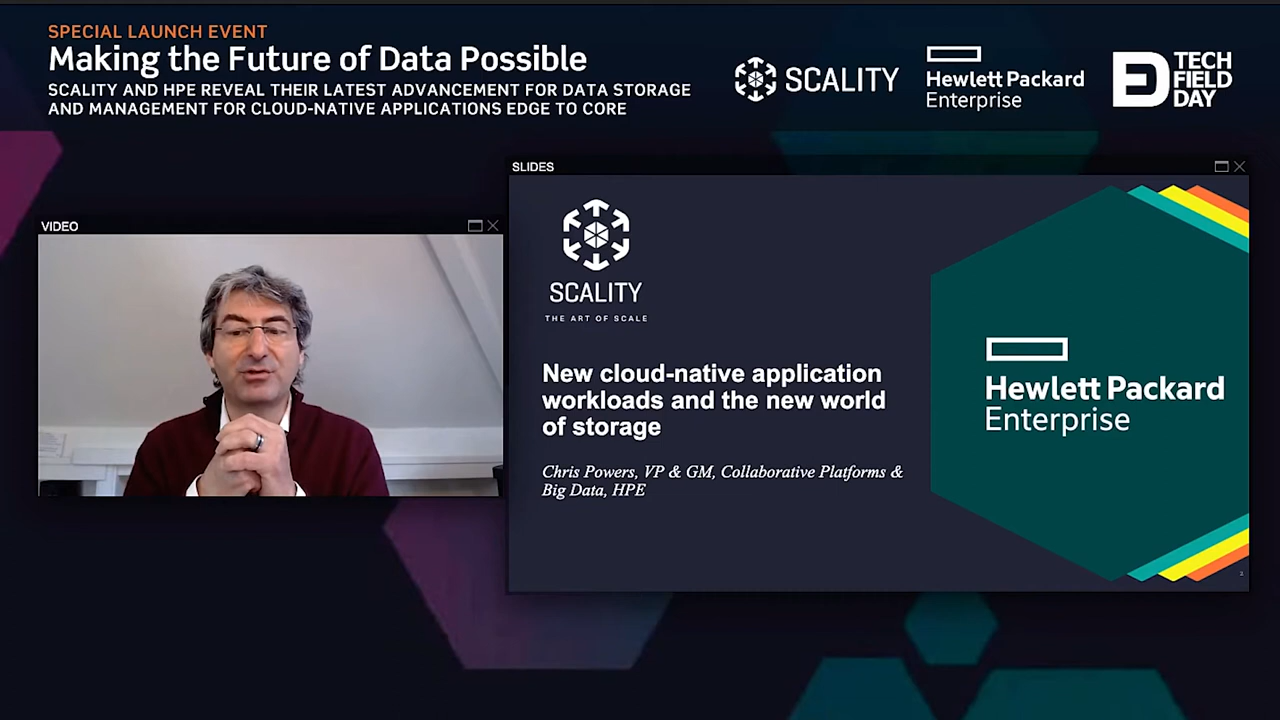 SPECIAL LAUNCH EVENT
Making the Future of Data Possible
SCALITY AND HPE REVEAL THEIR LATEST ADVANCEMENT FOR DATA STORAGE
AND MANAGEMENT FOR CLOUD-NATIVE APPLICATIONS EDGE TO CORE
SCALITY
Hewlett Packard
Enterprise
TECH
FIELD
DAY
VIDEO
SLIDES
SCALITY
THE ART OF SCALE
New cloud-native application
workloads and the new world
of storage
Chris Powers, VP & GM, Collaborative Platforms &
Big Data, HPE
Hewlett Packard
Enterprise